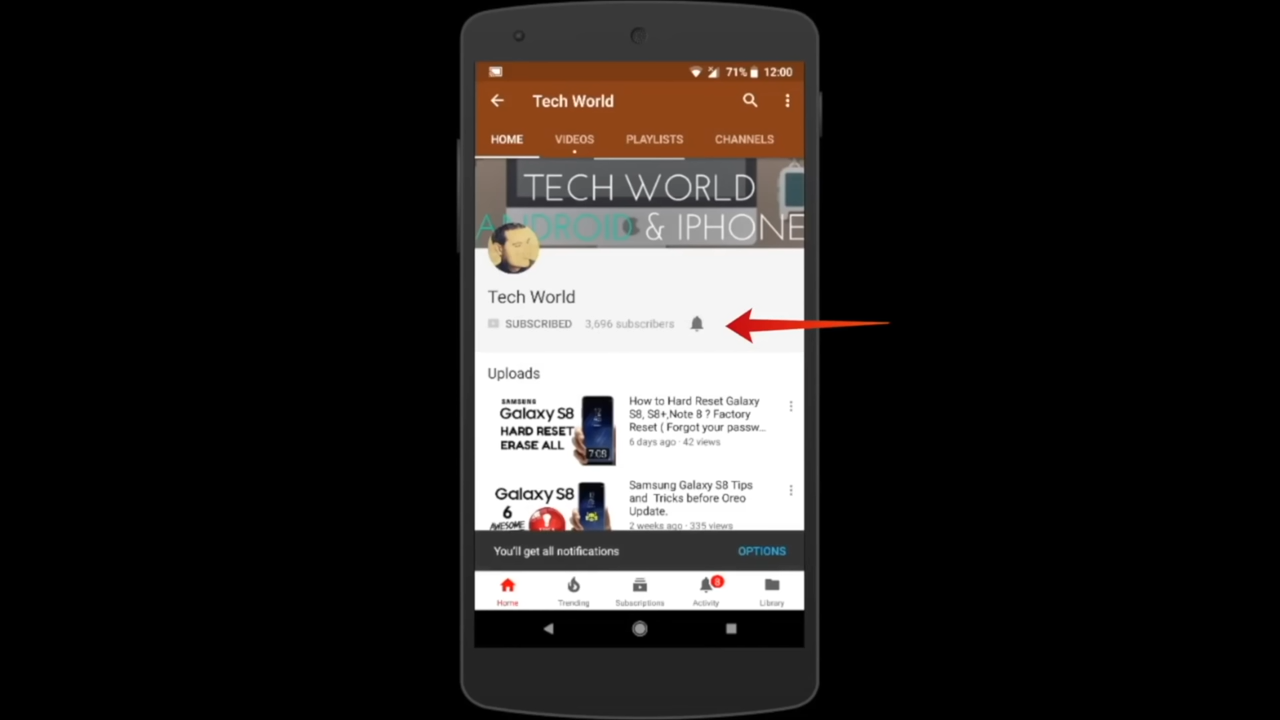 71% 12:00
Tech World
HOME VIDEOS PLAYLISTS CHANNELS
TECH WORLD
ANDROID & IPHONE
Tech World
SUBSCRIBED 3,696 subscribers
Uploads
SAMSUNG
Galaxy S8
HARD RESET
ERASE ALL
7:08
How to Hard Reset Galaxy
S8, S8+,Note 8 ? Factory
Reset ( Forgot your passw...
6 days ago · 42 views
Galaxy S8
6
AWESOME
Samsung Galaxy S8 Tips
and Tricks before Oreo
Update.
2 weeks ago · 335 views
You'll get all notifications OPTIONS
8
Home Trending Subscriptions Activity Library